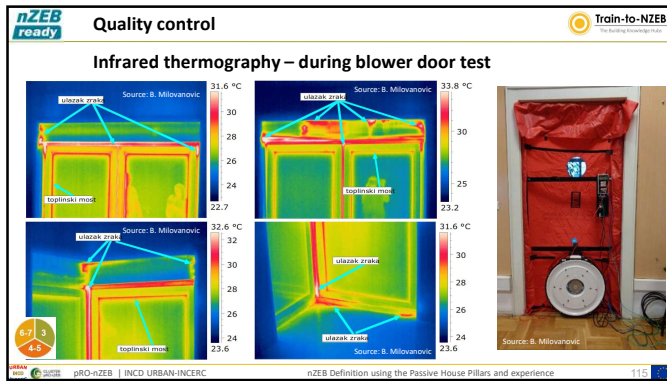 nZEB
ready
Quality control
Train-to-NZEB
The Building Knowledge Hubs
Infrared thermography – during blower door test
ulazak zraka
Source: B. Milovanovic
31.6 °C
30
28
26
24
22.7
toplinski most
ulazak zraka
Source: B. Milovanovic
33.8 °C
30
25
23.2
toplinski most
ulazak zraka
32.6 °C
32
30
28
26
24
23.6
toplinski most
Source: B. Milovanovic
ulazak zraka
ulazak zraka
31.6 °C
30
28
26
24
23.6
Source: B. Milovanovic
Source: B. Milovanovic
6-7
3
4-5
URBAN
INCD
pRO-nZEB | INCD URBAN-INCERC
nZEB Definition using the Passive House Pillars and experience
115